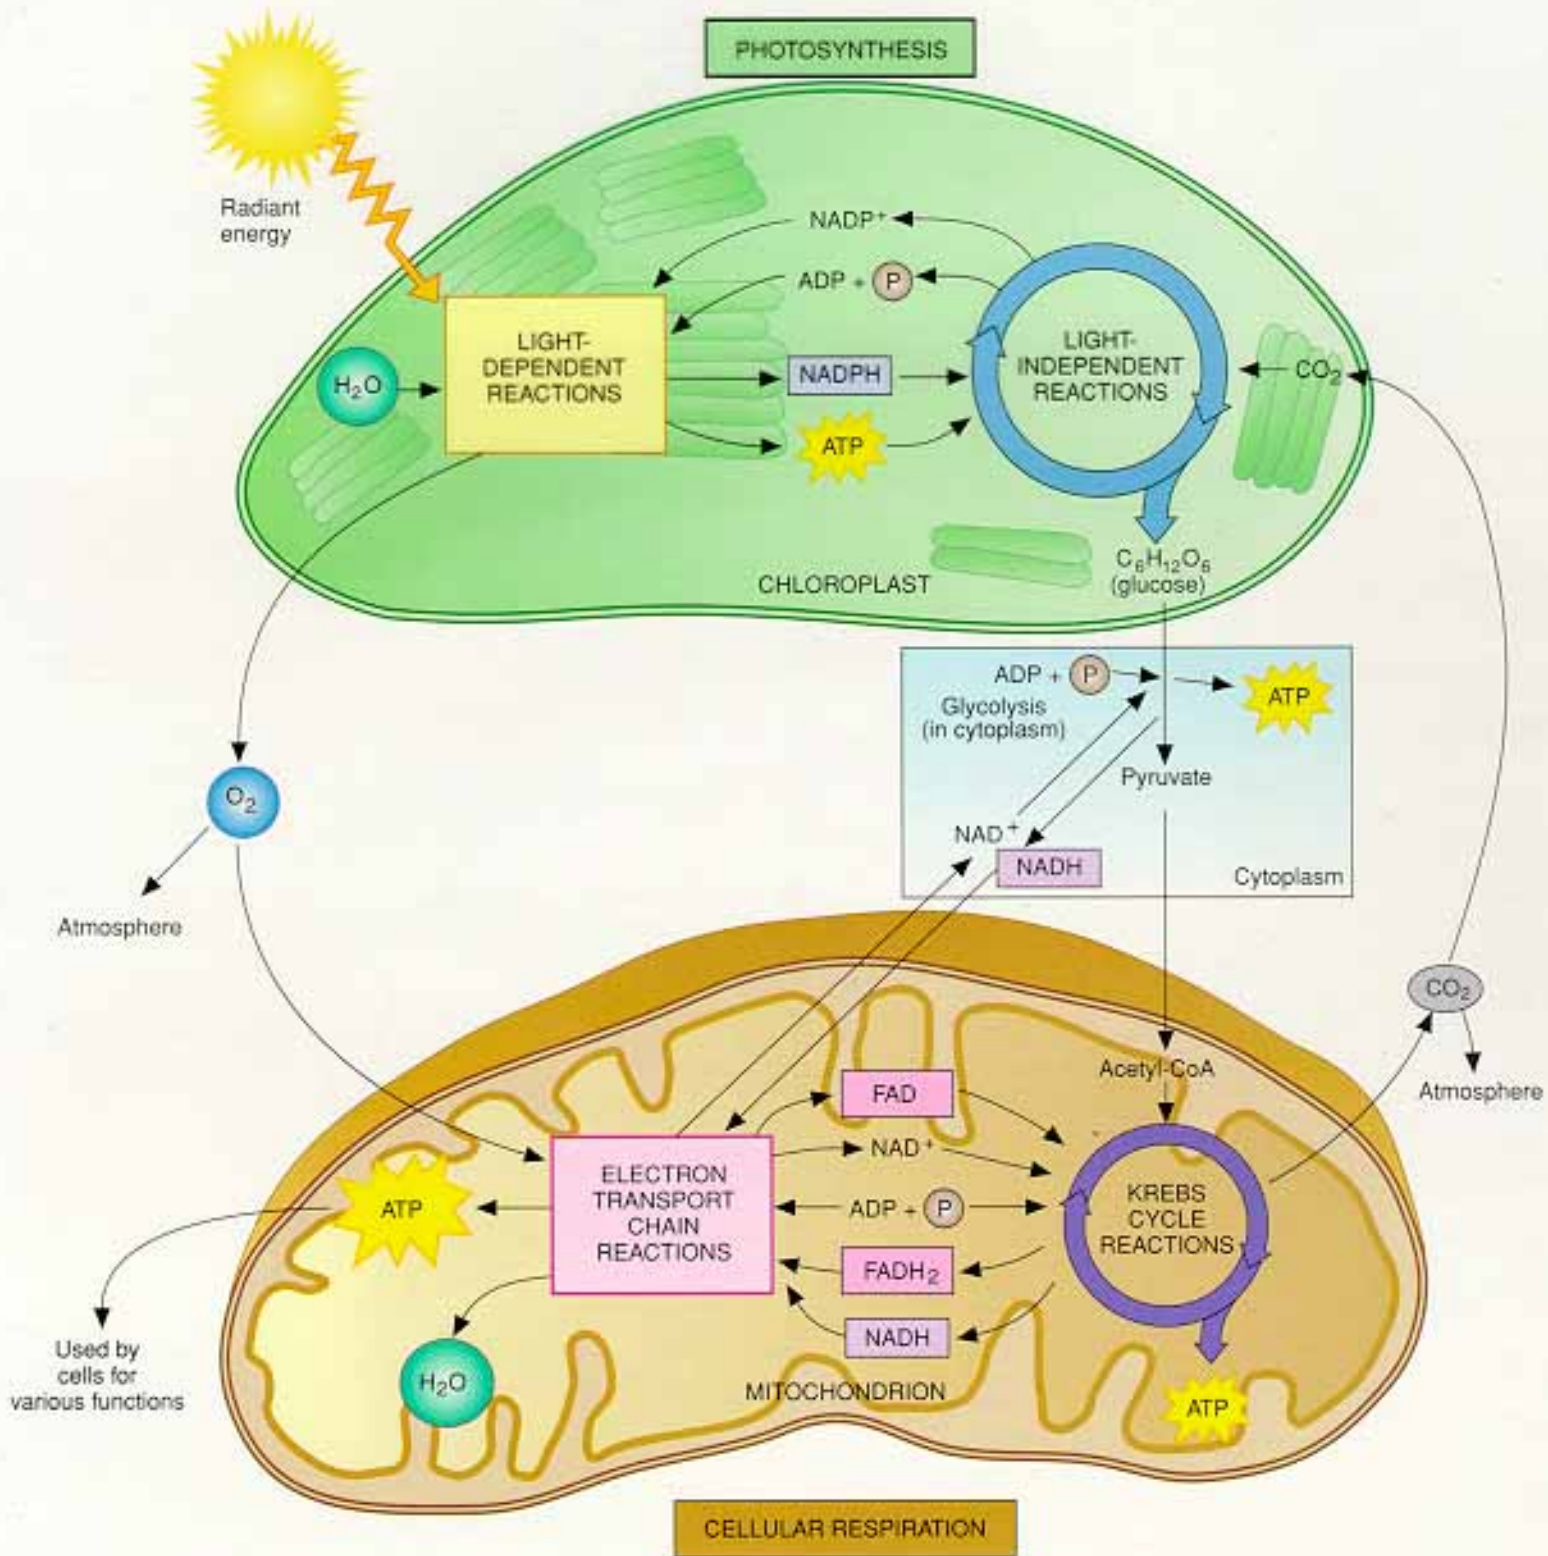 PHOTOSYNTHESIS
Radiant
energy
NADP⁺
ADP + P
LIGHT-
DEPENDENT
REACTIONS
LIGHT-
INDEPENDENT
REACTIONS
H₂O
NADPH
CO₂
ATP
C₆H₁₂O₆
(glucose)
CHLOROPLAST
ADP + P
ATP
Glycolysis
(in cytoplasm)
Pyruvate
O₂
NAD⁺
NADH
Cytoplasm
Atmosphere
CO₂
Atmosphere
Acetyl-CoA
FAD
NAD⁺
ELECTRON
TRANSPORT
CHAIN
REACTIONS
KREBS
CYCLE
REACTIONS
ATP
ADP + P
FADH₂
NADH
Used by
cells for
various functions
H₂O
MITOCHONDRION
ATP
CELLULAR RESPIRATION